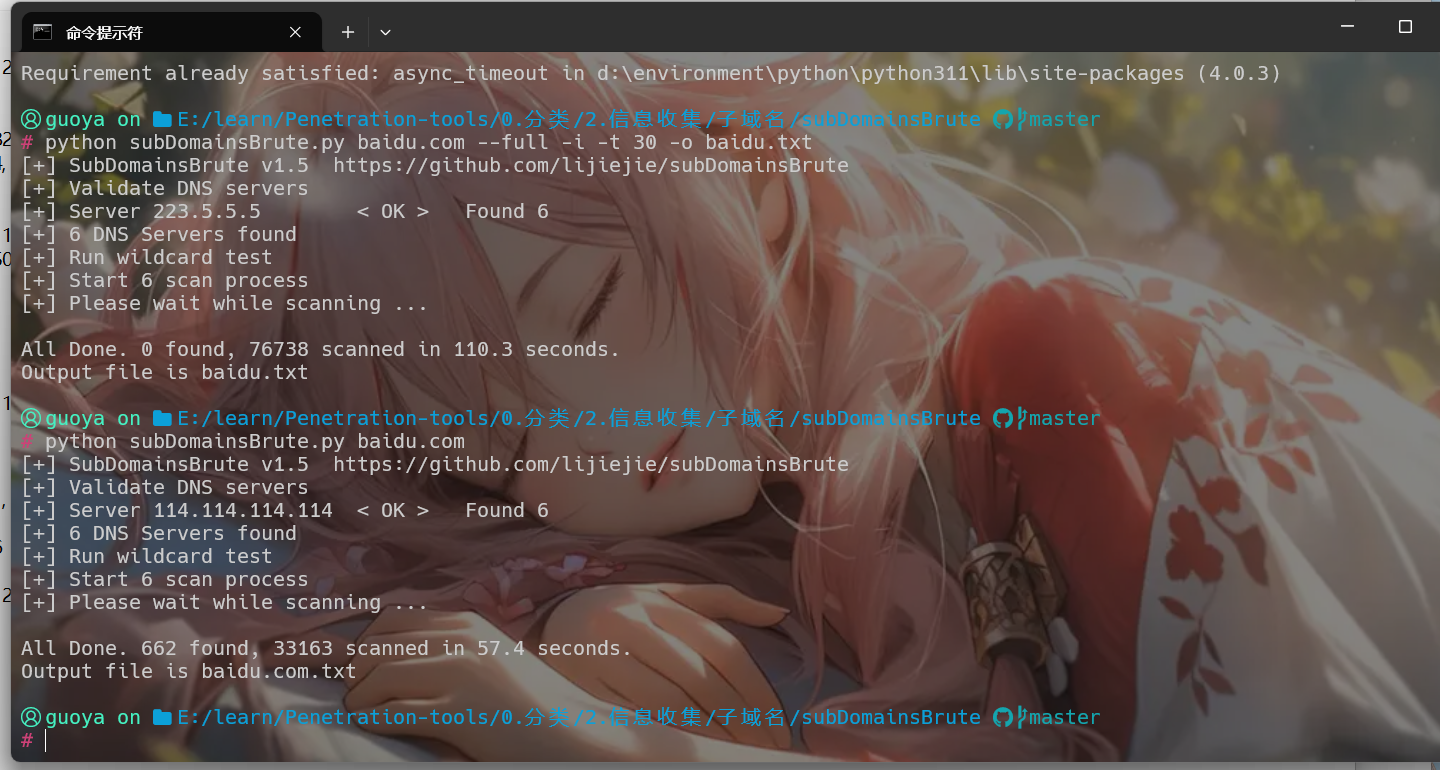 命令提示符
Requirement already satisfied: async_timeout in d:\environment\python\python311\lib\site-packages (4.0.3)
guoya on E:/learn/Penetration-tools/0.分类/2.信息收集/子域名/subDomainsBrute master
# python subDomainsBrute.py baidu.com --full -i -t 30 -o baidu.txt
[+] SubDomainsBrute v1.5  https://github.com/lijiejie/subDomainsBrute
[+] Validate DNS servers
[+] Server 223.5.5.5        < OK >   Found 6
[+] 6 DNS Servers found
[+] Run wildcard test
[+] Start 6 scan process
[+] Please wait while scanning ...
All Done. 0 found, 76738 scanned in 110.3 seconds.
Output file is baidu.txt
guoya on E:/learn/Penetration-tools/0.分类/2.信息收集/子域名/subDomainsBrute master
# python subDomainsBrute.py baidu.com
[+] SubDomainsBrute v1.5  https://github.com/lijiejie/subDomainsBrute
[+] Validate DNS servers
[+] Server 114.114.114.114  < OK >   Found 6
[+] 6 DNS Servers found
[+] Run wildcard test
[+] Start 6 scan process
[+] Please wait while scanning ...
All Done. 662 found, 33163 scanned in 57.4 seconds.
Output file is baidu.com.txt
guoya on E:/learn/Penetration-tools/0.分类/2.信息收集/子域名/subDomainsBrute master
#